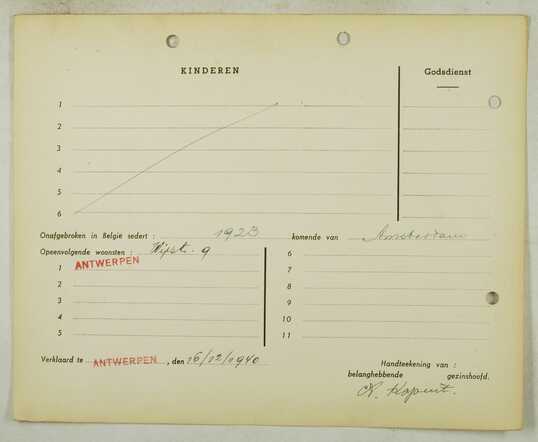 KINDEREN Godsdienst
1
2
3
4
5
6
Onafgebroken in Belgie sedert : 1923 komende van Amsterdam
Opeenvolgende woonsten : Wipstr. 9
1 ANTWERPEN
2
3
4
5
6
7
8
9
10
11
Verklaard te ANTWERPEN, den 16/12/1940
Handteekening van :
belanghebbende gezinshoofd.